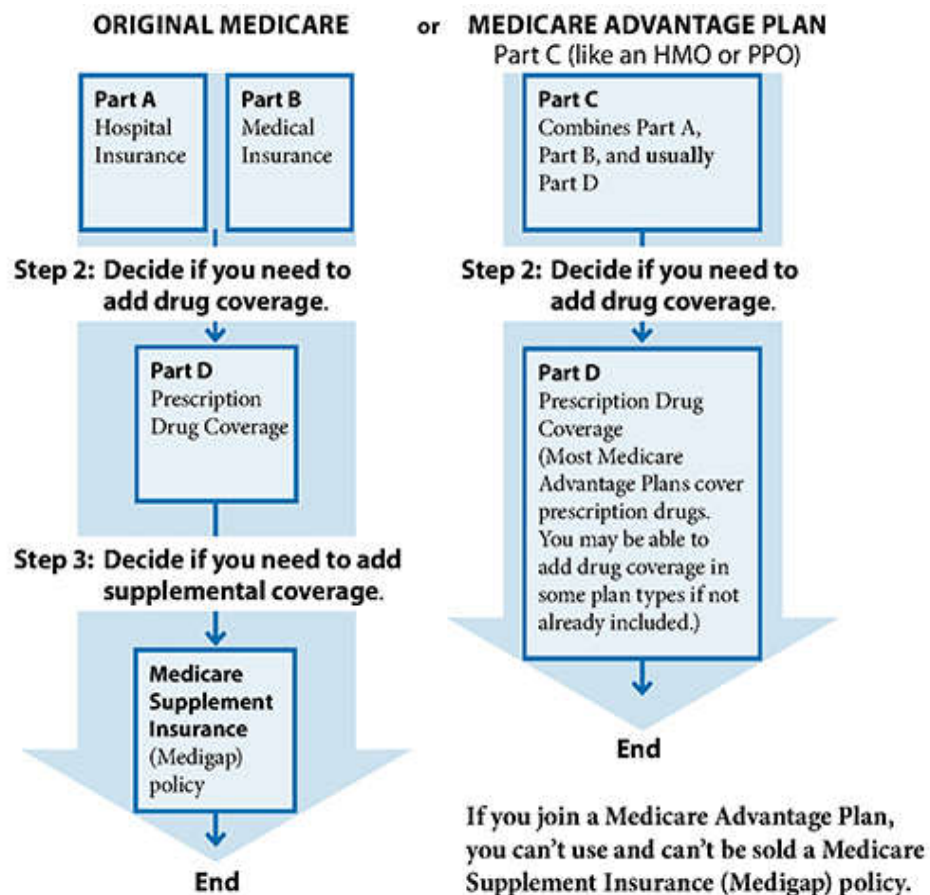 ORIGINAL MEDICARE
Part A
Hospital
Insurance
Part B
Medical
Insurance
Step 2: Decide if you need to
add drug coverage.
Part D
Prescription
Drug Coverage
Step 3: Decide if you need to add
supplemental coverage.
Medicare
Supplement
Insurance
(Medigap)
policy
End
or
MEDICARE ADVANTAGE PLAN
Part C (like an HMO or PPO)
Part C
Combines Part A,
Part B, and usually
Part D
Step 2: Decide if you need to
add drug coverage.
Part D
Prescription Drug
Coverage
(Most Medicare
Advantage Plans cover
prescription drugs.
You may be able to
add drug coverage in
some plan types if not
already included.)
End
If you join a Medicare Advantage Plan,
you can't use and can't be sold a Medicare
Supplement Insurance (Medigap) policy.